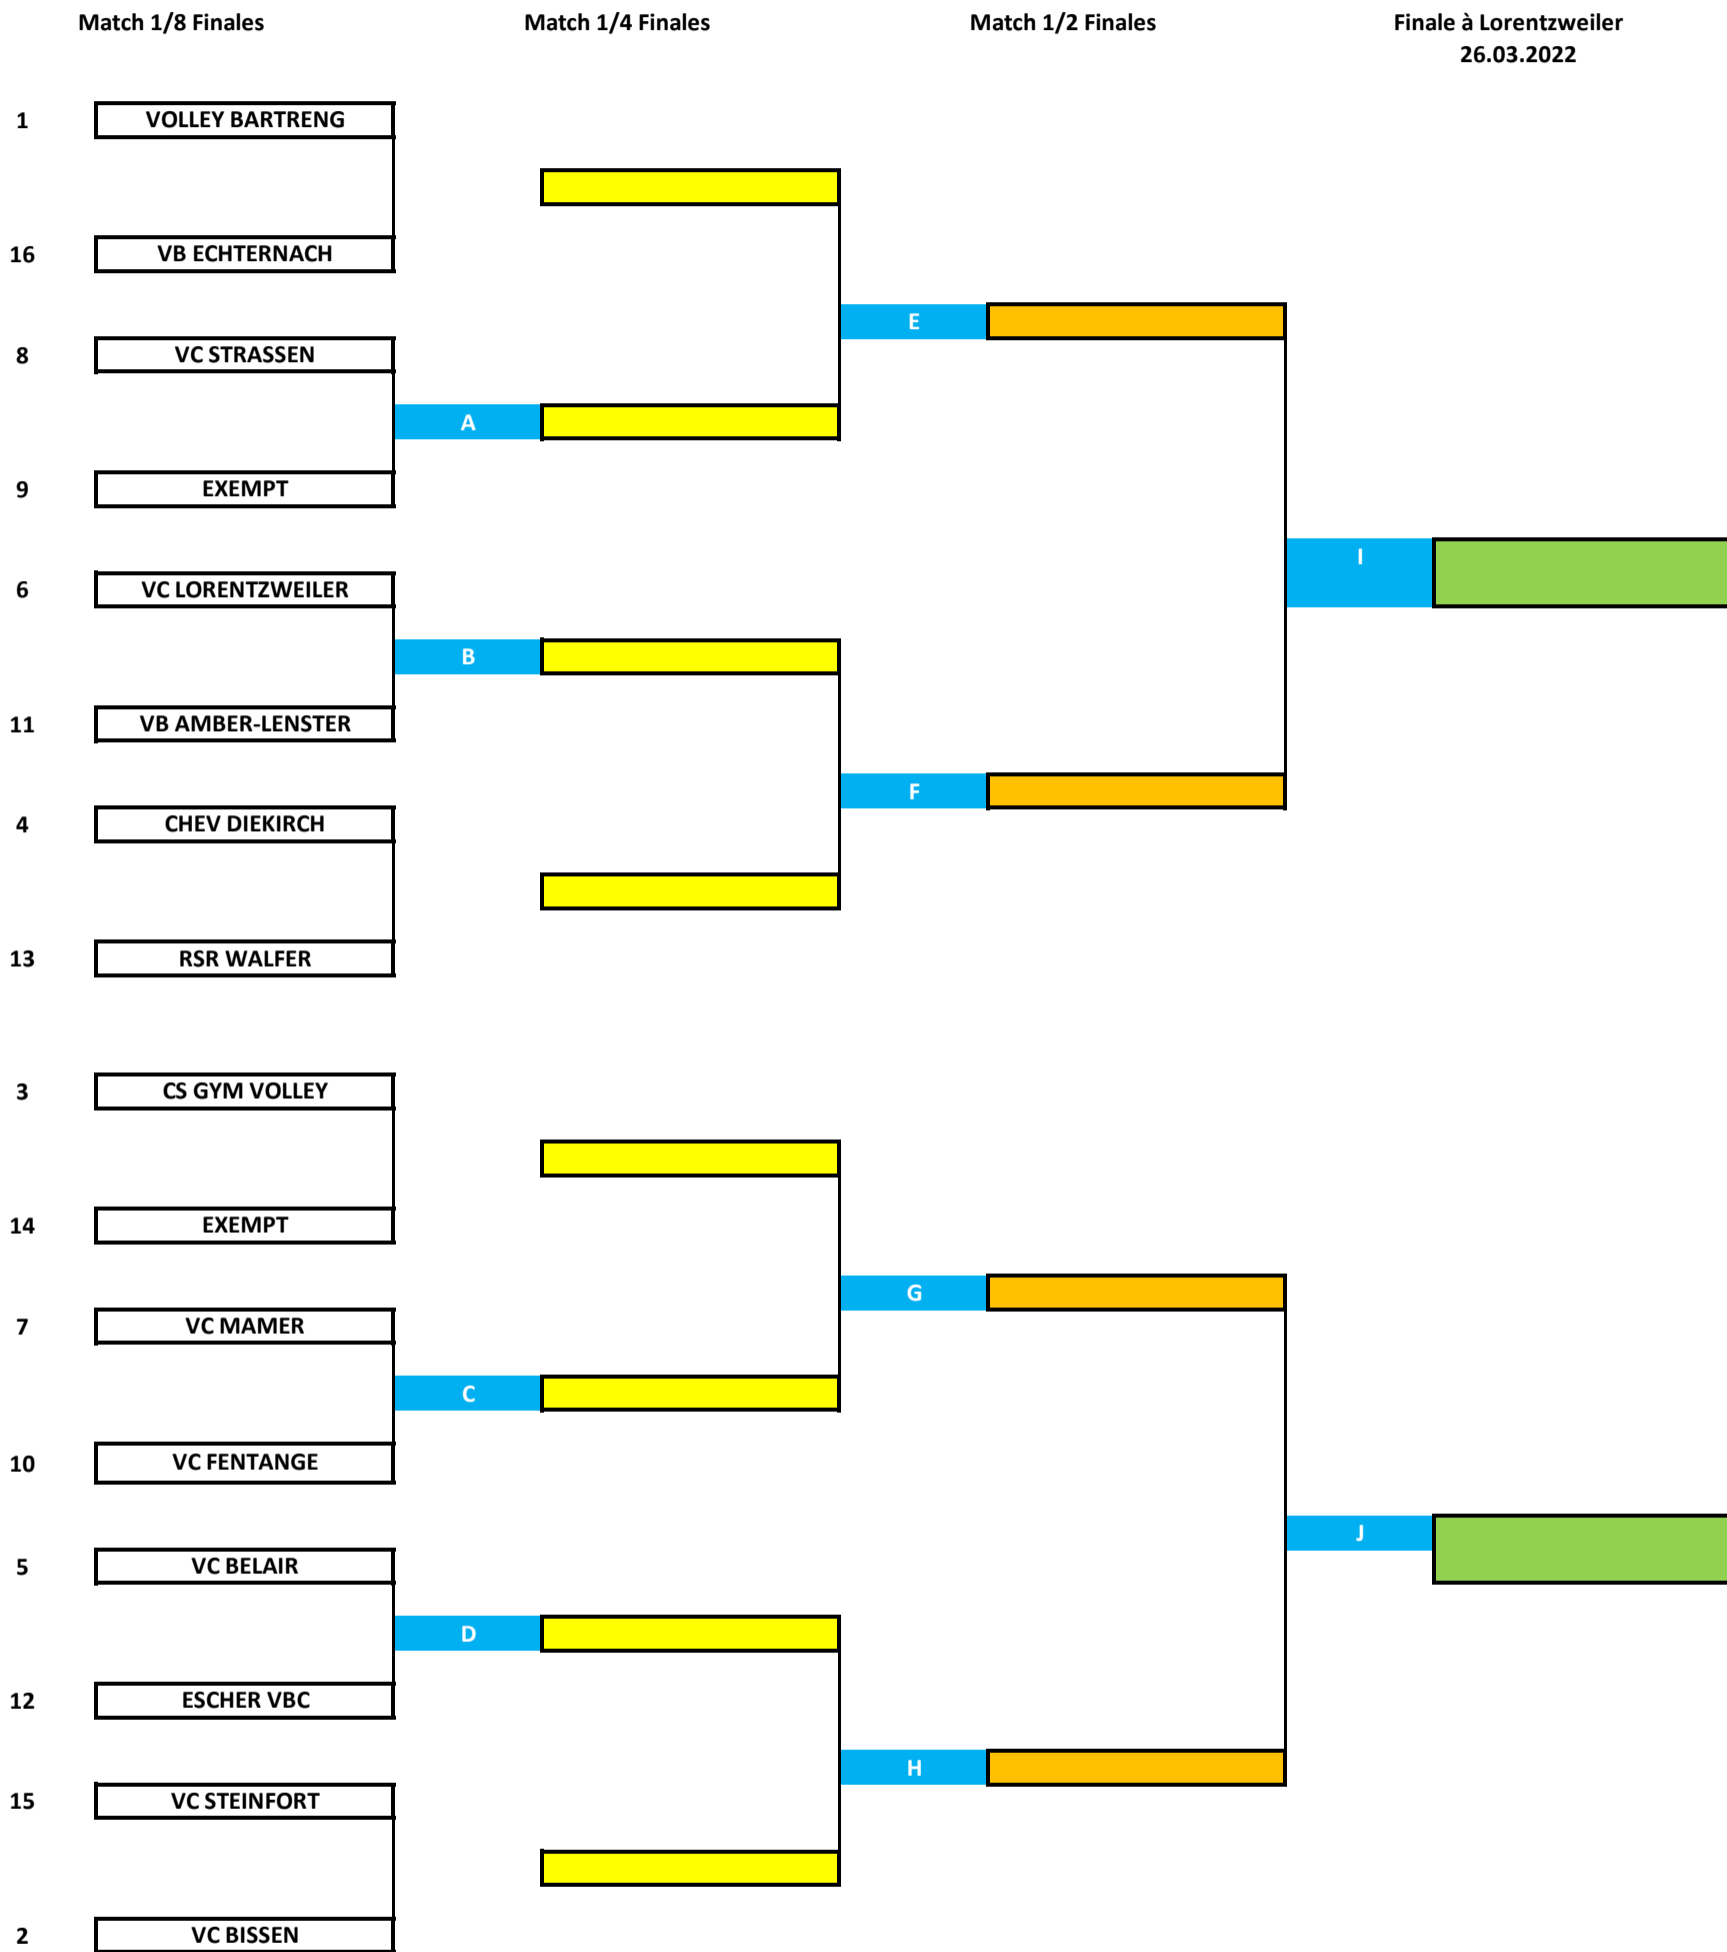 Match 1/8 Finales
Match 1/4 Finales
Match 1/2 Finales
Finale à Lorentzweiler
26.03.2022
1
VOLLEY BARTRENG
16
VB ECHTERNACH
E
8
VC STRASSEN
A
9
EXEMPT
I
6
VC LORENTZWEILER
B
11
VB AMBER-LENSTER
F
4
CHEV DIEKIRCH
13
RSR WALFER
3
CS GYM VOLLEY
14
EXEMPT
G
7
VC MAMER
C
10
VC FENTANGE
J
5
VC BELAIR
D
12
ESCHER VBC
H
15
VC STEINFORT
2
VC BISSEN